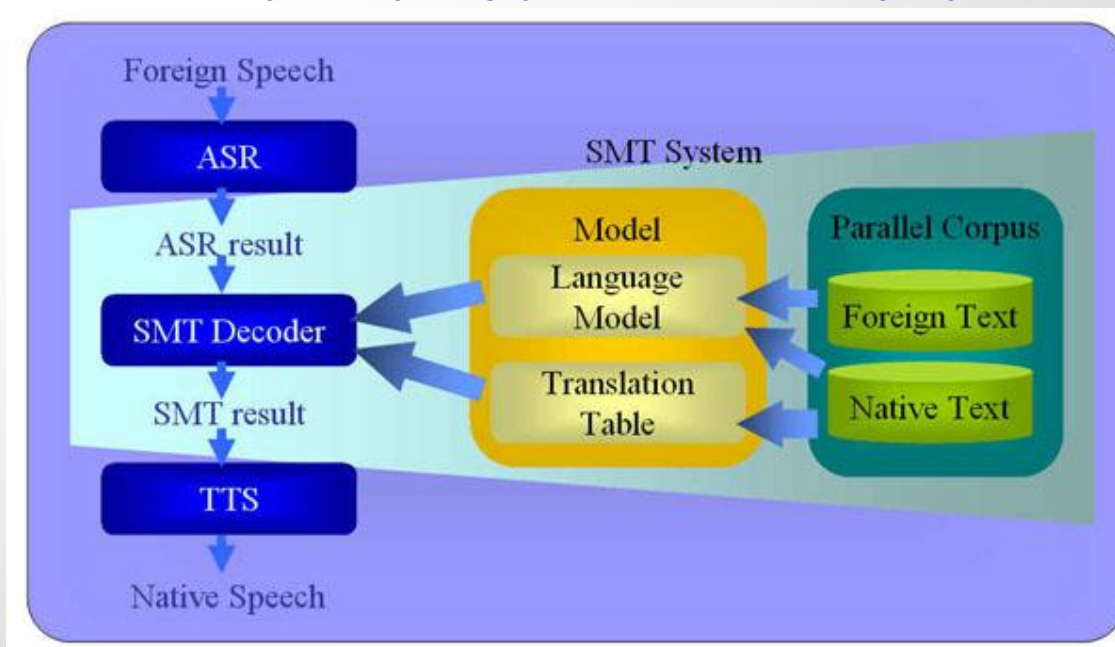 Foreign Speech
ASR
ASR result
SMT Decoder
SMT result
TTS
Native Speech
SMT System
Model
Language
Model
Translation
Table
Parallel Corpus
Foreign Text
Native Text